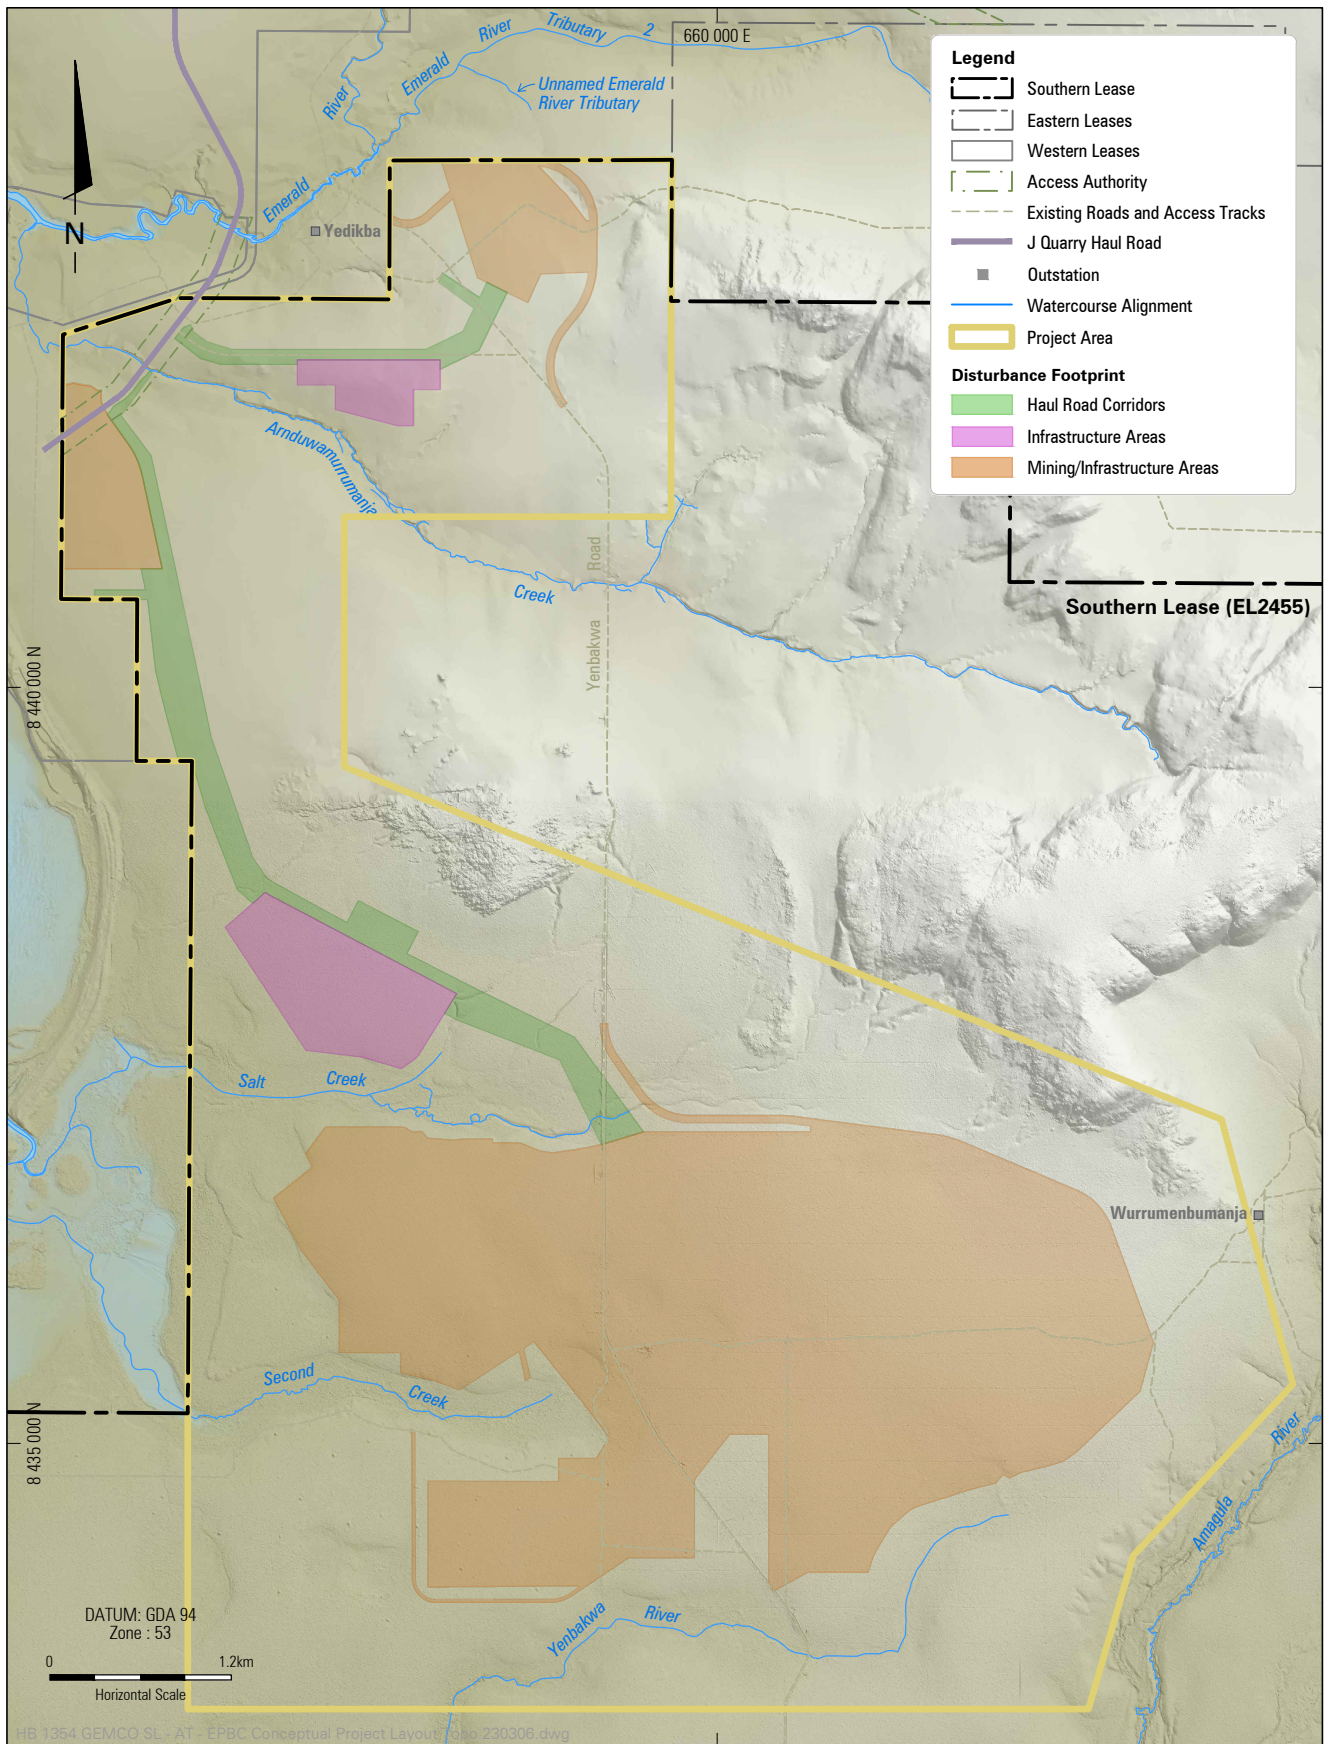 660 000 E
River Tributary 2
Emerald
River
Unnamed Emerald
River Tributary
Emerald
N
Yedikba
Legend
Southern Lease
Eastern Leases
Western Leases
Access Authority
Existing Roads and Access Tracks
J Quarry Haul Road
Outstation
Watercourse Alignment
Project Area
Disturbance Footprint
Haul Road Corridors
Infrastructure Areas
Mining/Infrastructure Areas
Arnduwamurrumanja
Creek
Yenbakwa Road
Southern Lease (EL2455)
8 440 000 N
Salt Creek
Wurrumenbumanja
Second Creek
8 435 000 N
Amagula River
Yenbakwa River
DATUM: GDA 94
Zone : 53
0 1.2km
Horizontal Scale
HB 1354 GEMCO SL - AT - EPBC Conceptual Project Layout Topo 230306.dwg